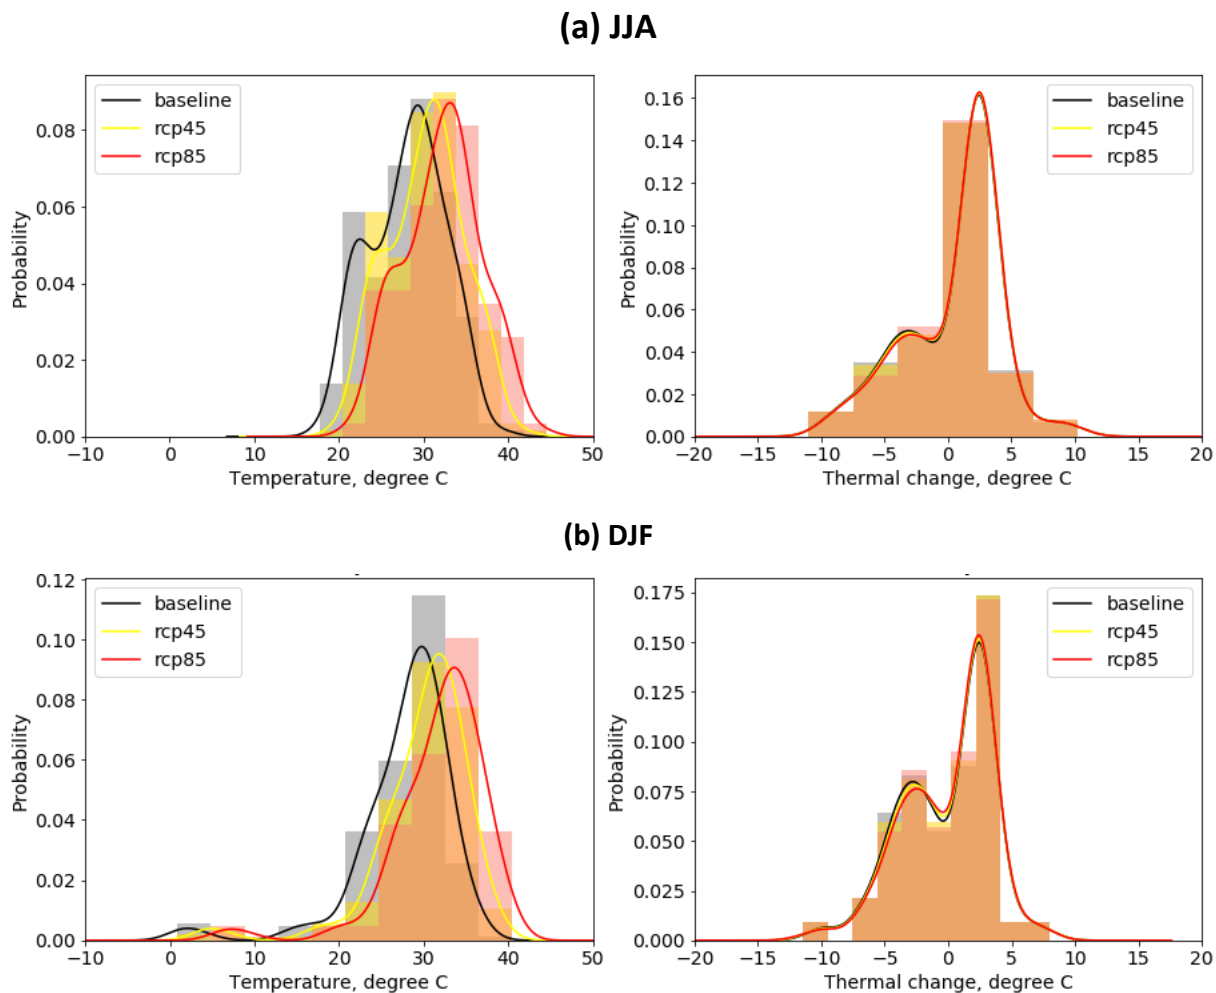 (a) JJA
baseline
rcp45
rcp85
Probability
0.00
0.02
0.04
0.06
0.08
−10 0 10 20 30 40 50
Temperature, degree C
baseline
rcp45
rcp85
Probability
0.00
0.02
0.04
0.06
0.08
0.10
0.12
0.14
0.16
−20 −15 −10 −5 0 5 10 15 20
Thermal change, degree C
(b) DJF
baseline
rcp45
rcp85
Probability
0.00
0.02
0.04
0.06
0.08
0.10
0.12
−10 0 10 20 30 40 50
Temperature, degree C
baseline
rcp45
rcp85
Probability
0.000
0.025
0.050
0.075
0.100
0.125
0.150
0.175
−20 −15 −10 −5 0 5 10 15 20
Thermal change, degree C